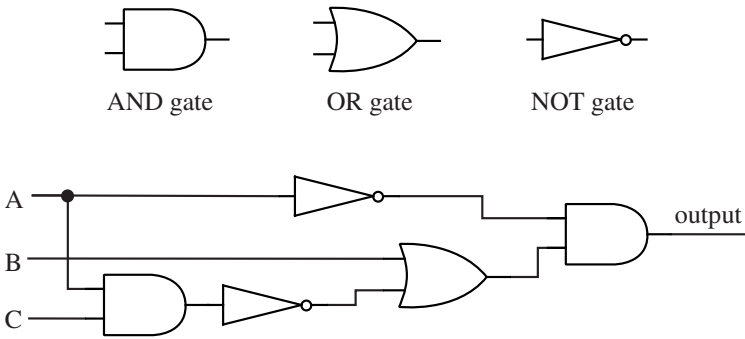 AND gate
OR gate
NOT gate
A
output
B
C